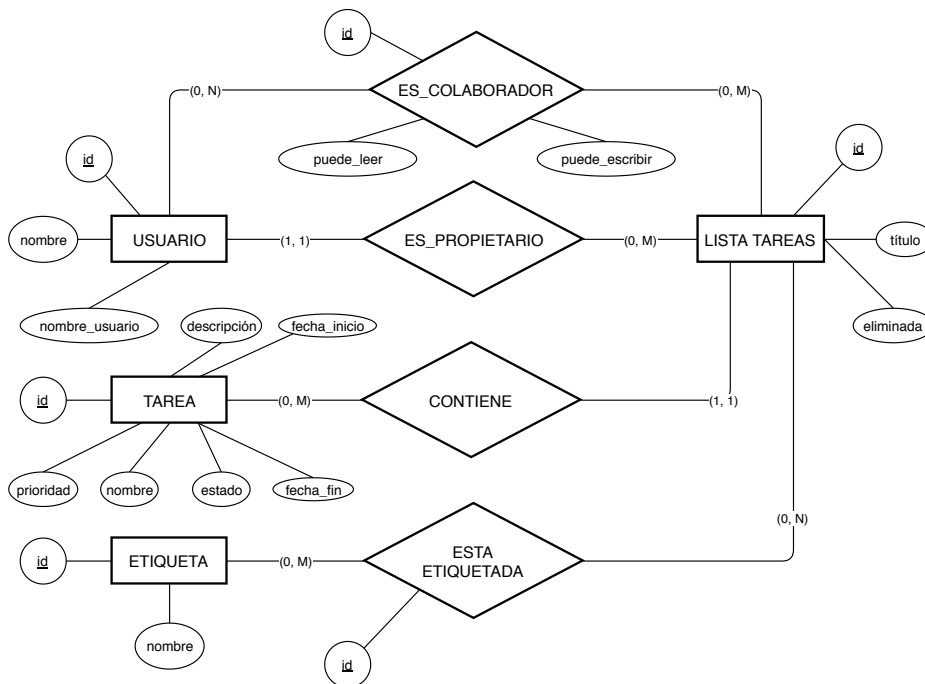 id
ES_COLABORADOR
(0, N)
(0, M)
puede_leer
puede_escribir
id
id
nombre
USUARIO
(1, 1)
ES_PROPIETARIO
(0, M)
LISTA TAREAS
título
nombre_usuario
descripción
fecha_inicio
eliminada
id
TAREA
(0, M)
CONTIENE
(1, 1)
prioridad
nombre
estado
fecha_fin
(0, N)
id
ETIQUETA
(0, M)
ESTA
ETIQUETADA
nombre
id